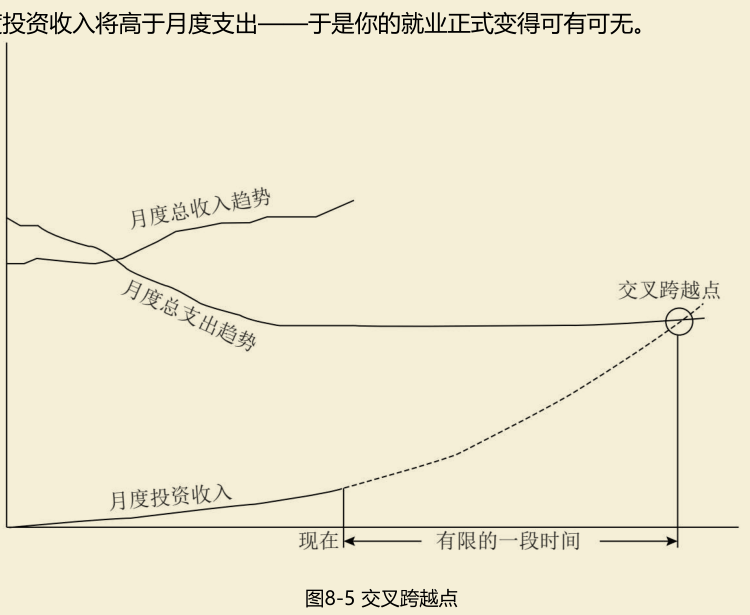 投资收入将高于月度支出——于是你的就业正式变得可有可无。
月度总收入趋势
交叉跨越点
月度总支出趋势
月度投资收入
现在
有限的一段时间
图8-5 交叉跨越点